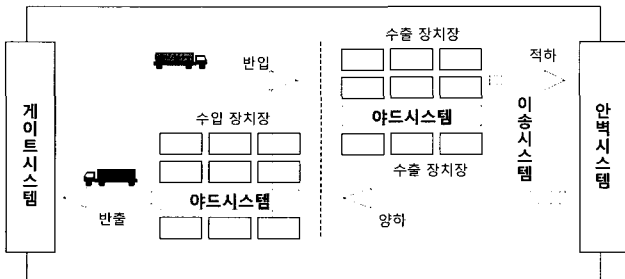 게이트시스템
반입
수입 장치장
야드시스템
반출
수출 장치장
야드시스템
수출 장치장
양하
적하
이송시스템
안벽시스템